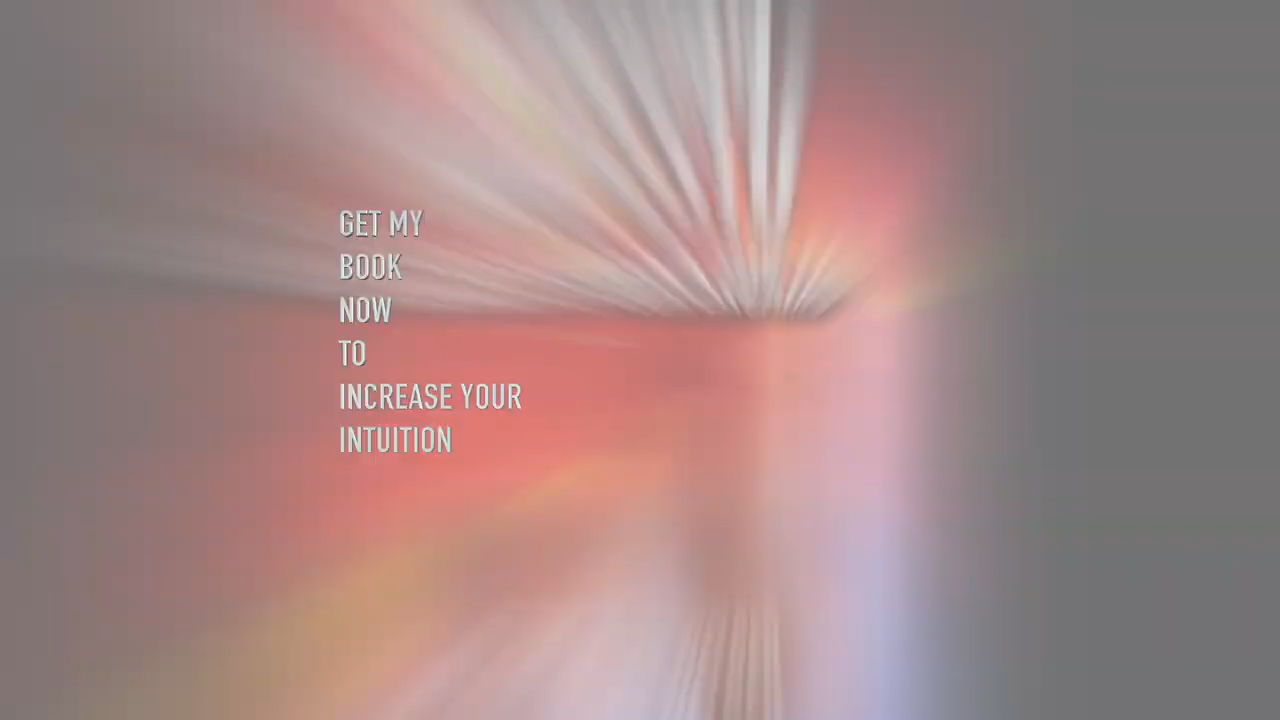 GET MY
BOOK
NOW
TO
INCREASE YOUR
INTUITION